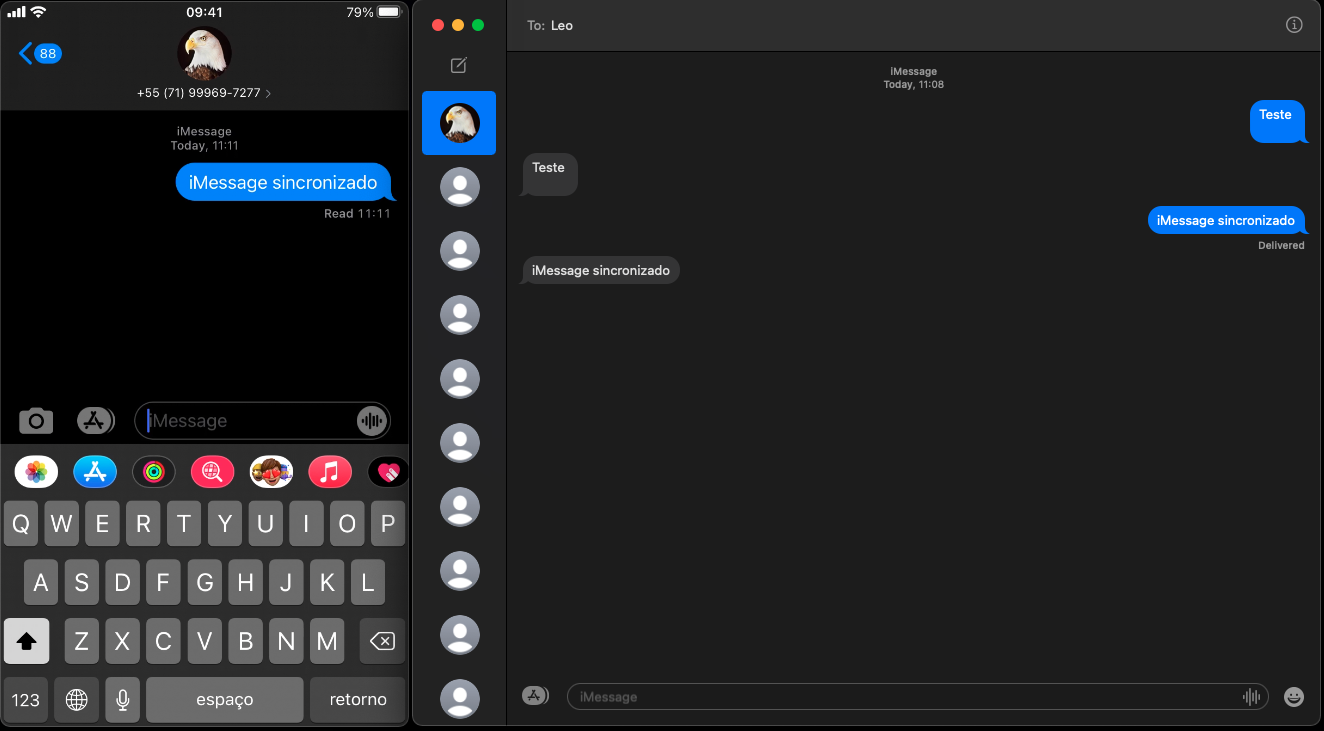 09:41
79%
88
+55 (71) 99969-7277
iMessage
Today, 11:11
iMessage sincronizado
Read 11:11
iMessage
Q W E R T Y U I O P
A S D F G H J K L
Z X C V B N M
123 espaço retorno
To: Leo
iMessage
Today, 11:08
Teste
Teste
iMessage sincronizado
Delivered
iMessage sincronizado
iMessage